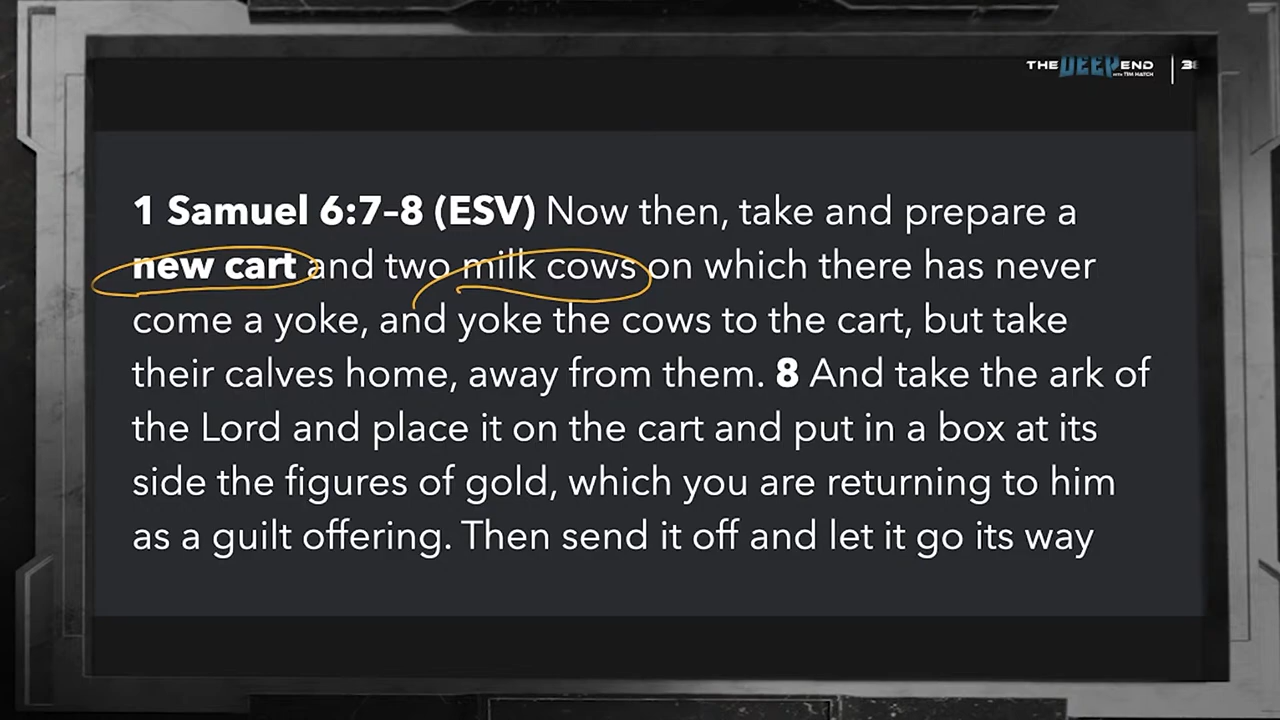 THE DEEP END
WITH TIM HATCH
1 Samuel 6:7–8 (ESV) Now then, take and prepare a
new cart and two milk cows on which there has never
come a yoke, and yoke the cows to the cart, but take
their calves home, away from them. 8 And take the ark of
the Lord and place it on the cart and put in a box at its
side the figures of gold, which you are returning to him
as a guilt offering. Then send it off and let it go its way